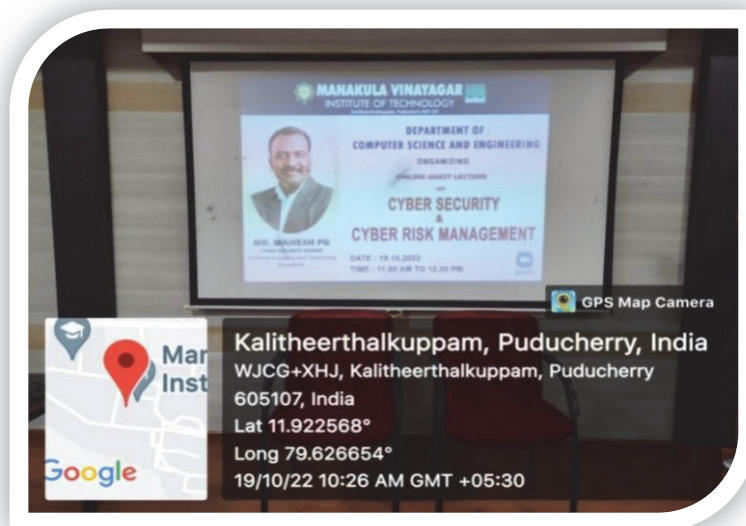 MANAKULA VINAYAGAR
INSTITUTE OF TECHNOLOGY
DEPARTMENT OF
COMPUTER SCIENCE AND ENGINEERING
ORGANIZING
ONLINE GUEST LECTURE
on
CYBER SECURITY
&
CYBER RISK MANAGEMENT
MR. MAHESH PG
DATE : 19.10.2022
TIME : 11.00 AM TO 12.30 PM
GPS Map Camera
Mar
Inst
Google
Kalitheerthalkuppam, Puducherry, India
WJCG+XHJ, Kalitheerthalkuppam, Puducherry
605107, India
Lat 11.922568°
Long 79.626654°
19/10/22 10:26 AM GMT +05:30